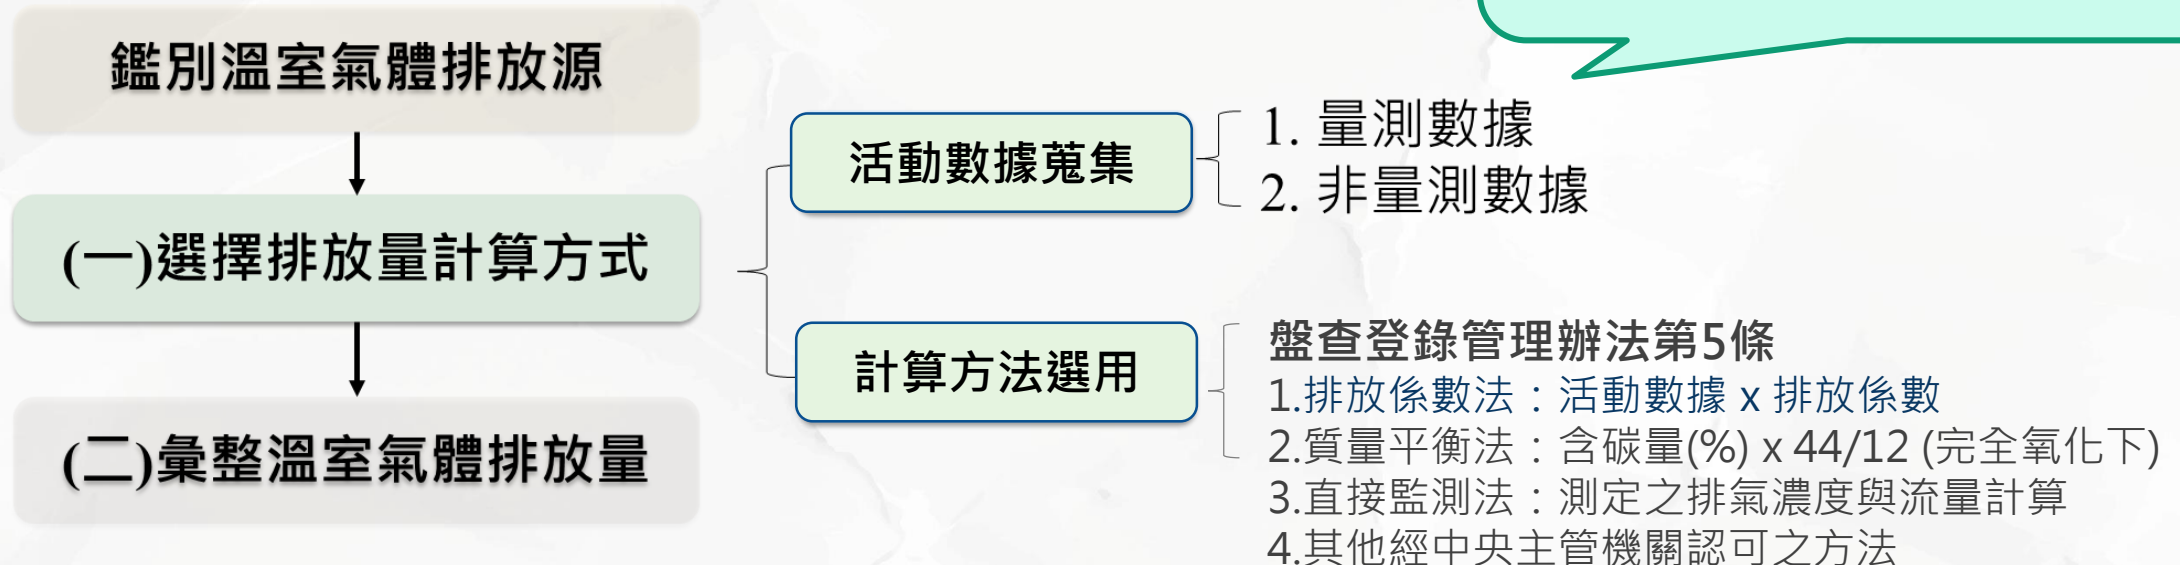 鑑別溫室氣體排放源
(一)選擇排放量計算方式
(二)彙整溫室氣體排放量
活動數據蒐集
1. 量測數據
2. 非量測數據
計算方法選用
盤查登錄管理辦法第5條
1.排放係數法：活動數據 x 排放係數
2.質量平衡法：含碳量(%) x 44/12 (完全氧化下)
3.直接監測法：測定之排氣濃度與流量計算
4.其他經中央主管機關認可之方法